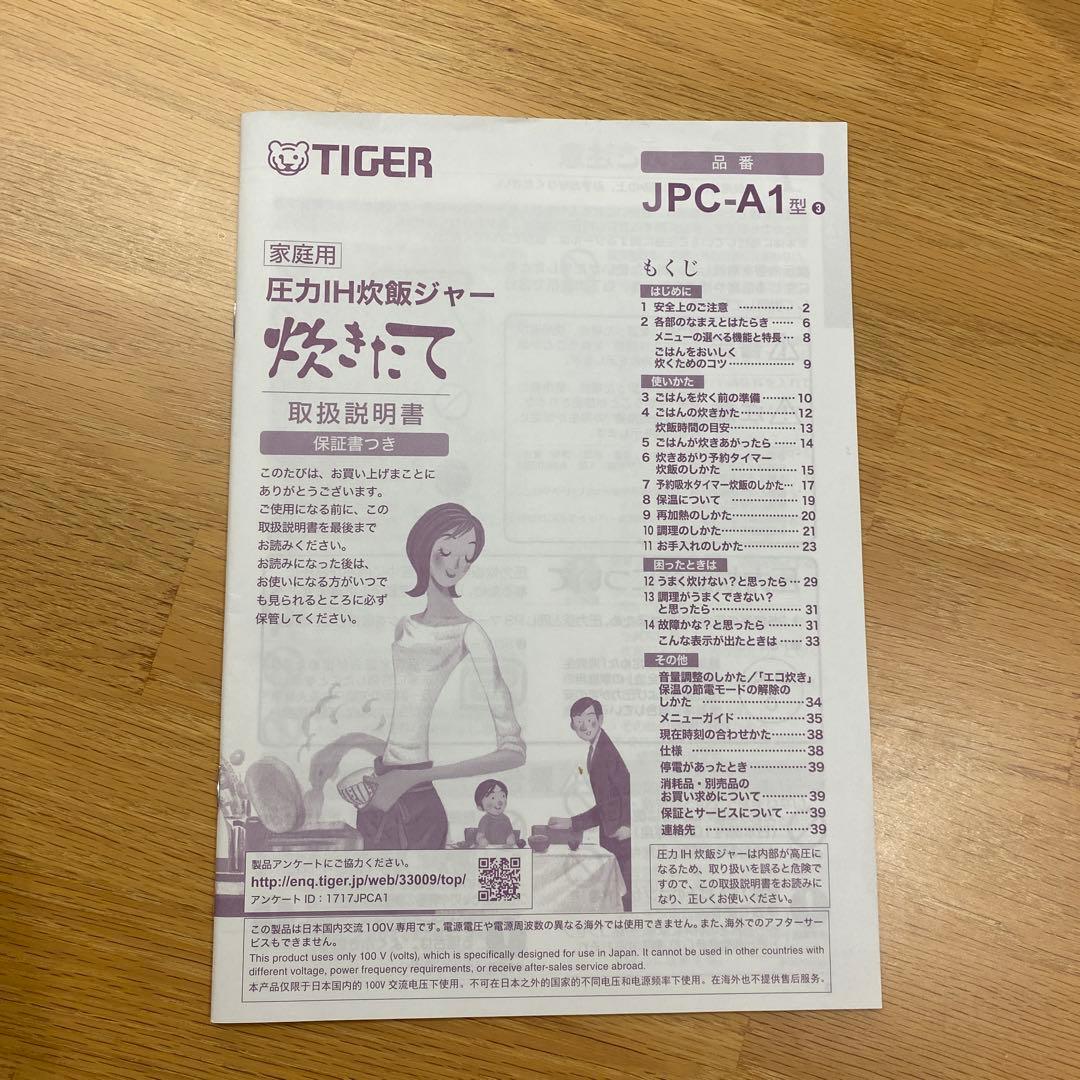 TIGER
品番
JPC-A1型 ❸
家庭用
圧力IH炊飯ジャー
炊きたて
取扱説明書
保証書つき
このたびは、お買い上げまことに
ありがとうございます。
ご使用になる前に、この
取扱説明書を最後まで
お読みください。
お読みになった後は、
お使いになる方がいつで
も見られるところに必ず
保管してください。
もくじ
はじめに
1 安全上のご注意 ……………… 2
2 各部のなまえとはたらき …… 6
メニューの選べる機能と特長… 8
ごはんをおいしく
炊くためのコツ ……………… 9
使いかた
3 ごはんを炊く前の準備 ……… 10
4 ごはんの炊きかた …………… 12
炊飯時間の目安……………… 13
5 ごはんが炊きあがったら …… 14
6 炊きあがり予約タイマー
炊飯のしかた ……………… 15
7 予約吸水タイマー炊飯のしかた… 17
8 保温について ……………… 19
9 再加熱のしかた……………… 20
10 調理のしかた………………… 21
11 お手入れのしかた…………… 23
困ったときは
12 うまく炊けない?と思ったら… 29
13 調理がうまくできない?
と思ったら…………………… 31
14 故障かな?と思ったら ……… 31
こんな表示が出たときは …… 33
その他
音量調整のしかた/「エコ炊き」
保温の節電モードの解除の
しかた ……………………… 34
メニューガイド……………… 35
現在時刻の合わせかた……… 38
仕様 ………………………… 38
停電があったとき…………… 39
消耗品・別売品の
お買い求めについて………… 39
保証とサービスについて…… 39
連絡先 ……………………… 39
圧力IH炊飯ジャーは内部が高圧に
なるため、取り扱いを誤ると危険で
すので、この取扱説明書をお読みに
なり、正しくお使いください。
製品アンケートにご協力ください。
http://enq.tiger.jp/web/33009/top/
アンケートID:1717JPCA1
この製品は日本国内交流100V専用です。電源電圧や電源周波数の異なる海外では使用できません。また、海外でのアフターサー
ビスもできません。
This product uses only 100 V (volts), which is specifically designed for use in Japan. It cannot be used in other countries with
different voltage, power frequency requirements, or receive after-sales service abroad.
本产品仅限于日本国内的100V交流电压下使用。不可在日本之外的国家的不同电压和电源频率下使用。在海外也不提供售后服务。